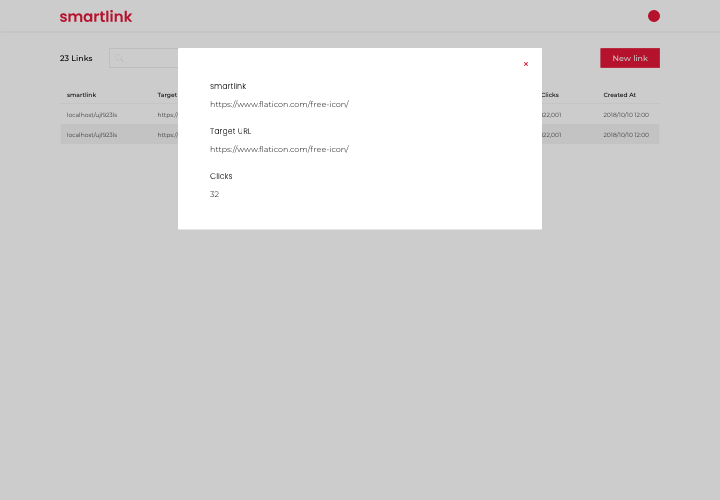 smartlink
23 Links
New link
smartlink
Target
Clicks
Created At
localhost/ujl923ls
https:/
122,001
2018/10/10 12:00
localhost/ujl923ls
https:/
122,001
2018/10/10 12:00
×
smartlink
https://www.flaticon.com/free-icon/
Target URL
https://www.flaticon.com/free-icon/
Clicks
32